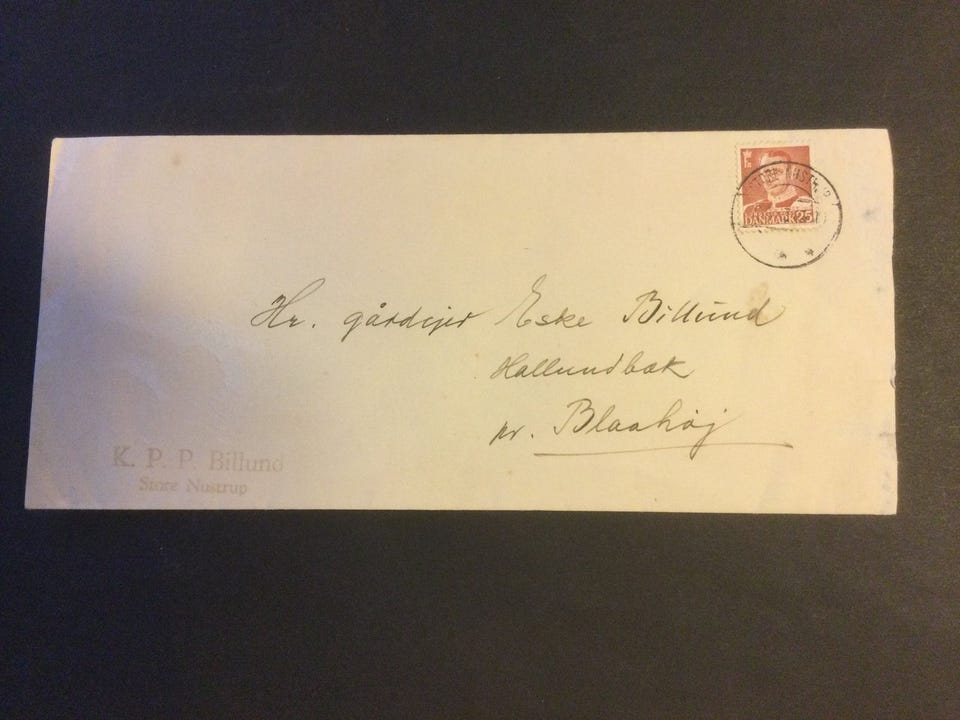 DANMARK 25
Hr. gårdejer Eske Billund
Hallundbæk
pr. Blaahøj
K. P. P. Billund
Store Nustrup